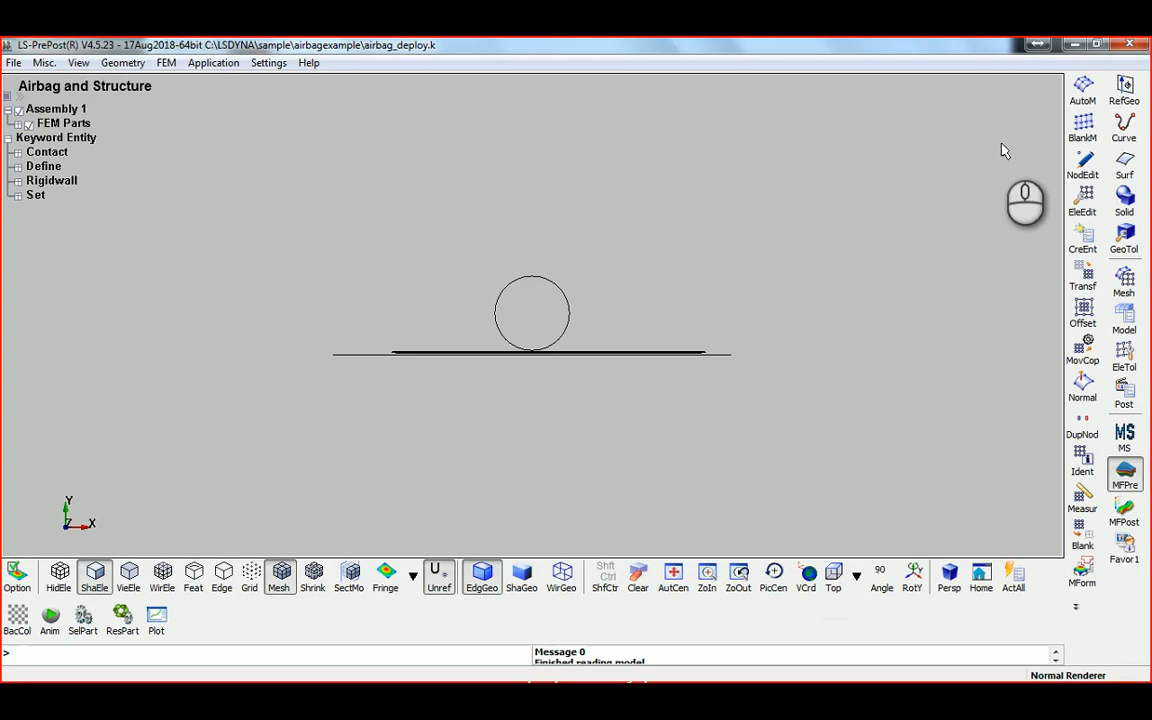 LS-PrePost(R) V4.5.23 - 17Aug2018-64bit C:\LSDYNA\sample\airbagexample\airbag_deploy.k
File Misc. View Geometry FEM Application Settings Help
Airbag and Structure
Assembly 1
FEM Parts
Keyword Entity
Contact
Define
Rigidwall
Set
AutoM RefGeo
BlankM Curve
NodEdit Surf
EleEdit Solid
CreEnt GeoTol
Transf Mesh
Offset Model
MovCop EleTol
Normal Post
DupNod MS
MS
Ident MFPre
Measur MFPost
Blank Favor1
MForm
Y
Z X
Shft
Ctrl
U
90
Option HidEle ShaEle VieEle WirEle Feat Edge Grid Mesh Shrink SectMo Fringe Unref EdgGeo ShaGeo WirGeo ShfCtr Clear AutCen ZoIn ZoOut PicCen VCrd Top Angle RotY Persp Home ActAll
BacCol Anim SelPart ResPart Plot
> Message 0
Finished reading model
Normal Renderer